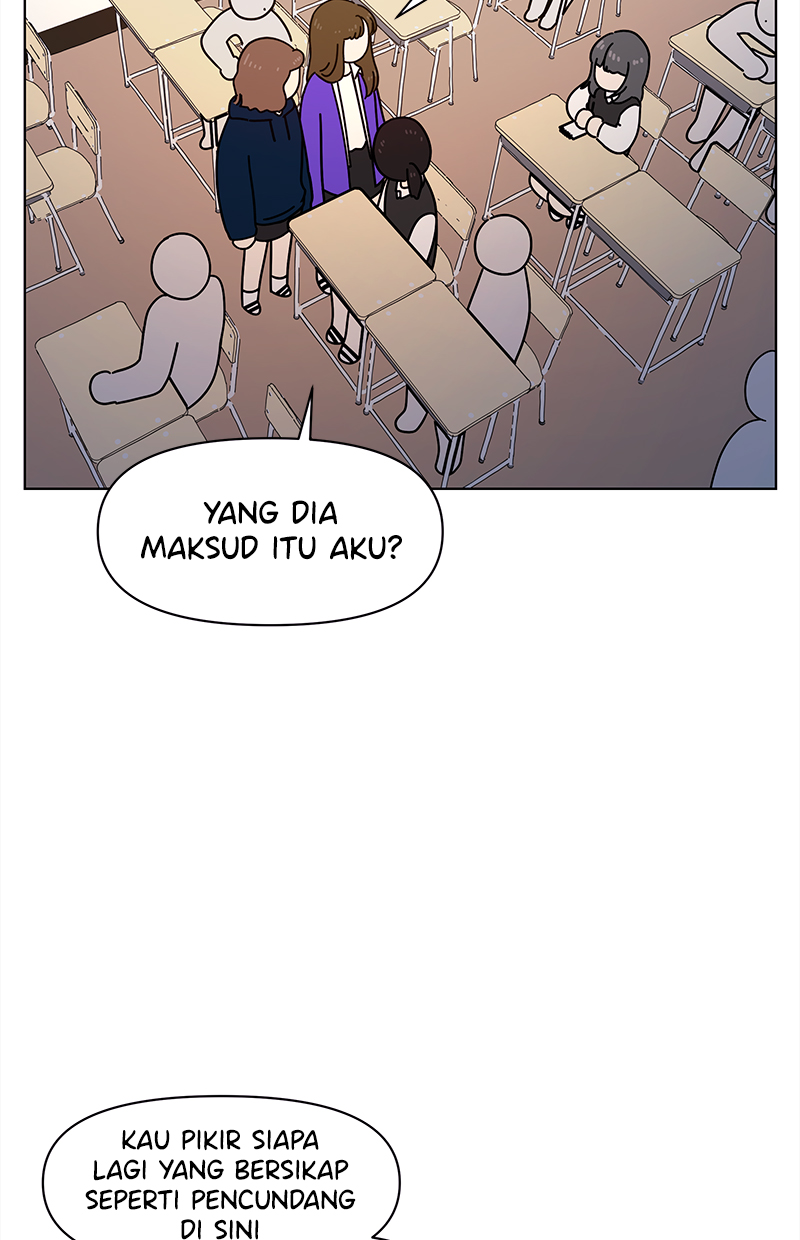 YANG DIA
MAKSUD ITU AKU?
KAU PIKIR SIAPA
LAGI YANG BERSIKAP
SEPERTI PENCUNDANG
DI SINI